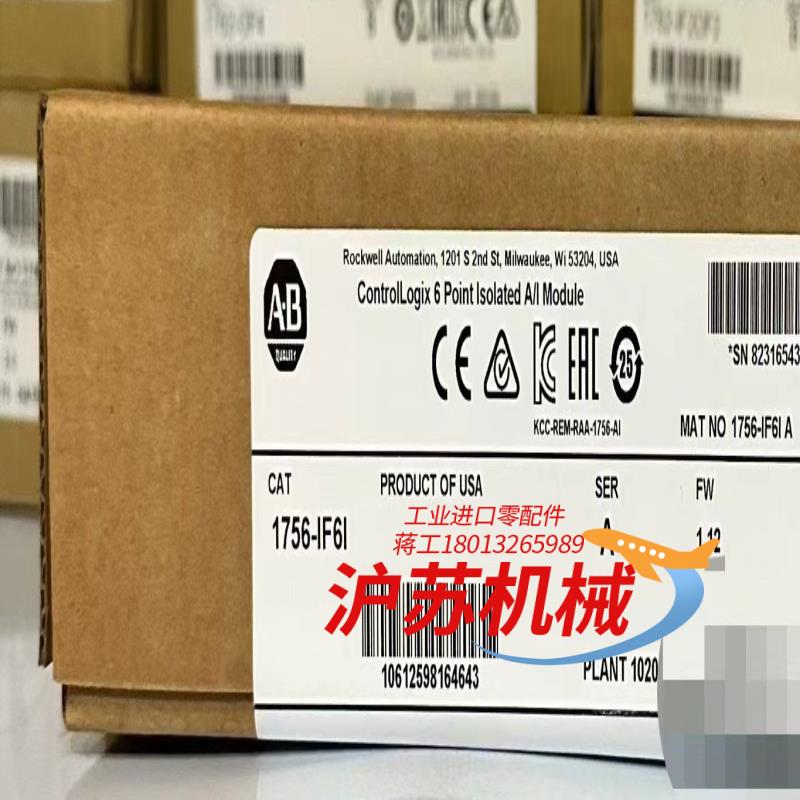 Rockwell Automation, 1201 S 2nd St, Milwaukee, Wi 53204, USA
ControlLogix 6 Point Isolated A/I Module
A·B
QUALITY
25
*SN 82316543
KCC-REM-RAA-1756-AI
MAT NO 1756-IF6I A
CAT PRODUCT OF USA SER FW
1756-IF6I A 1.12
工业进口零配件
蒋工18013265989
沪苏机械
10612598164643
PLANT 1020